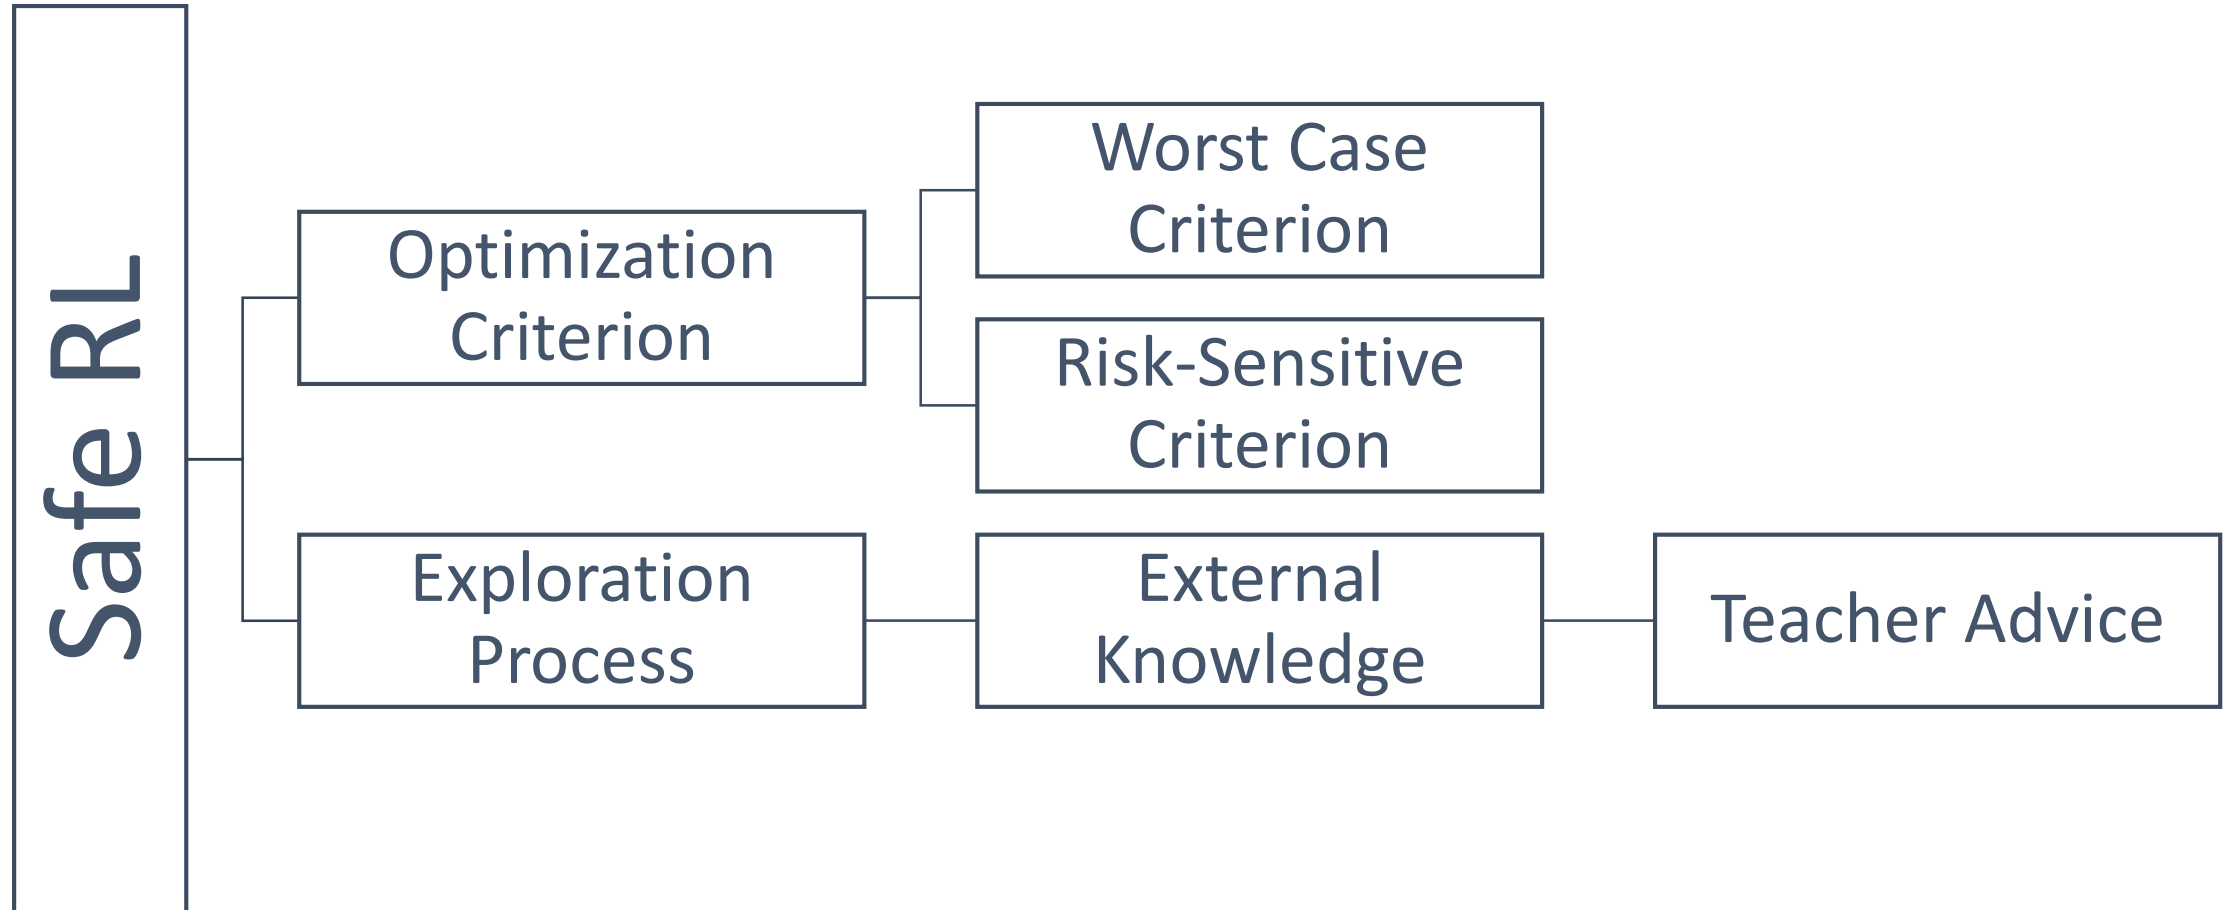 Safe RL
Optimization
Criterion
Worst Case
Criterion
Risk-Sensitive
Criterion
Exploration
Process
External
Knowledge
Teacher Advice